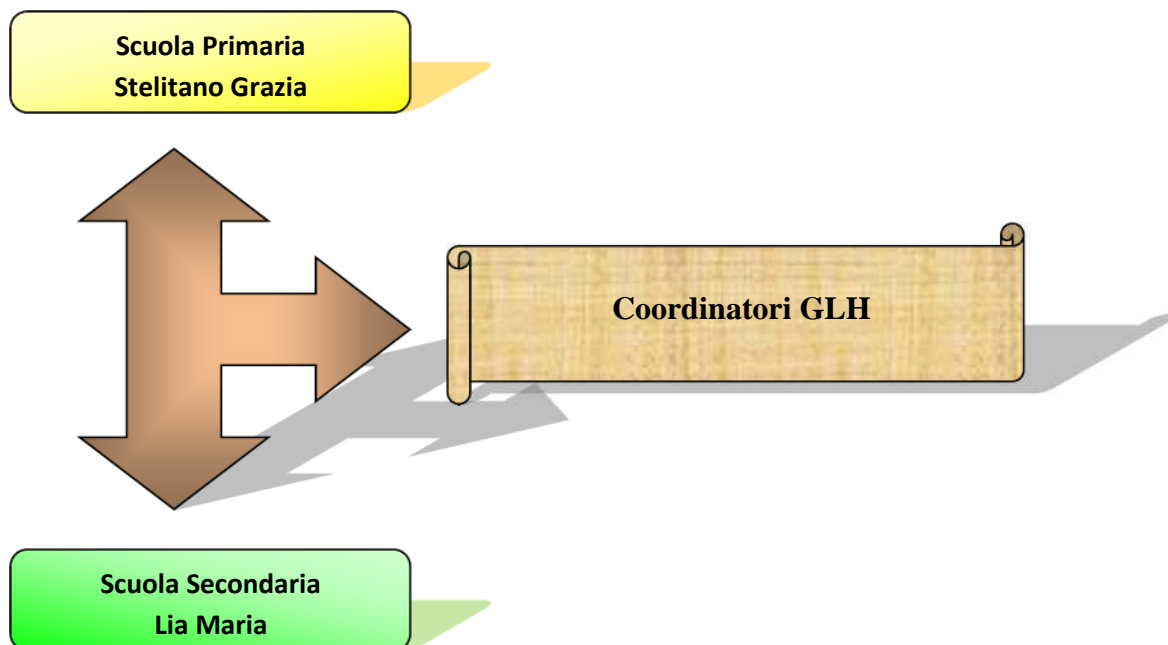 Scuola Primaria
Stelitano Grazia
Coordinatori GLH
Scuola Secondaria
Lia Maria